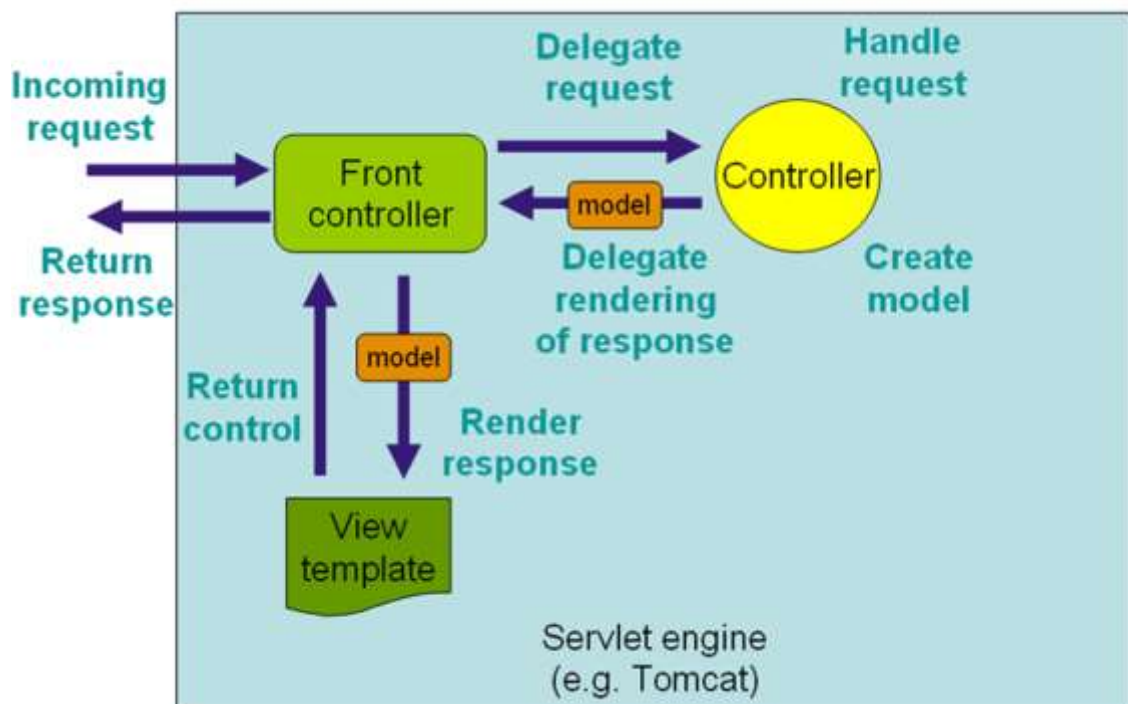 Incoming
request
Delegate
request
Handle
request
Front
controller
model
Controller
Return
response
Delegate
rendering
of response
Create
model
model
Return
control
Render
response
View
template
Servlet engine
(e.g. Tomcat)